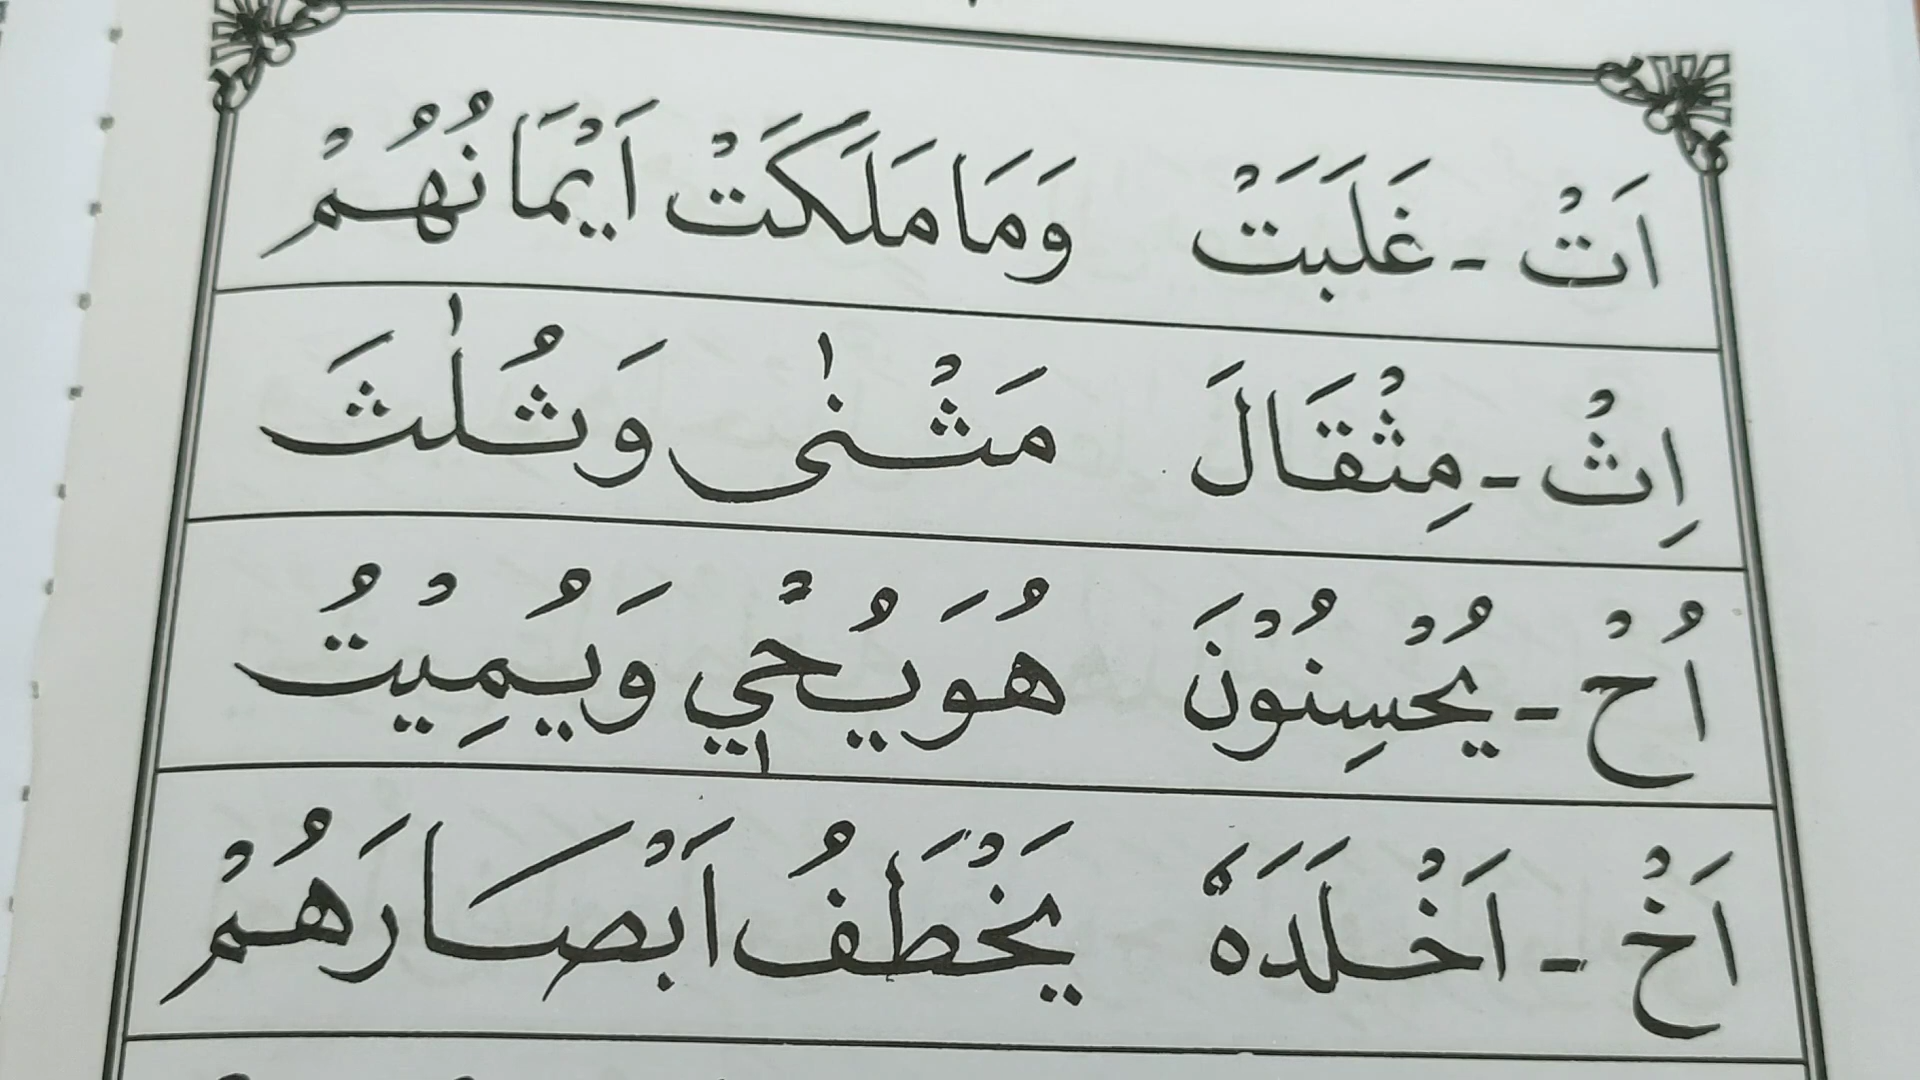 اَتْ - غَلَبَتْ وَمَا مَلَكَتْ اَيْمَانُهُمْ
اِثْ - مِثْقَالَ مَثْنٰى وَثُلٰثَ
اُحْ - يُحْسِنُوْنَ هُوَيُحْيٖ وَيُمِيْتُ
اَخْ - اَخْلَدَهٗ يَخْطَفُ اَبْصَارَهُمْ